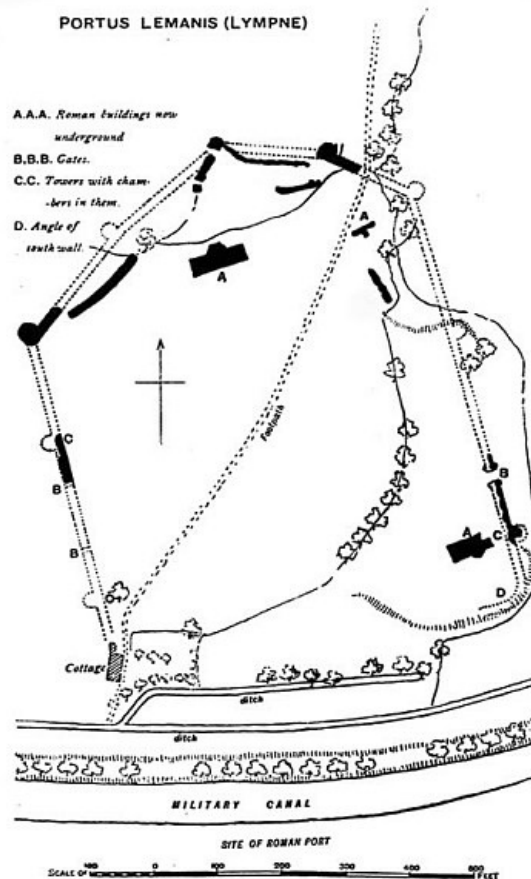 PORTUS LEMANIS (LYMPNE)
A.A.A. Roman buildings now
underground
B.B.B. Gates.
C.C. Towers with cham-
bers in them.
D. Angle of
south wall.
A
A
Footpath
C
B
B
B
A
C
D
Cottage
ditch
ditch
MILITARY CANAL
SITE OF ROMAN PORT
SCALE OF 100 0 100 200 300 400 500 FEET